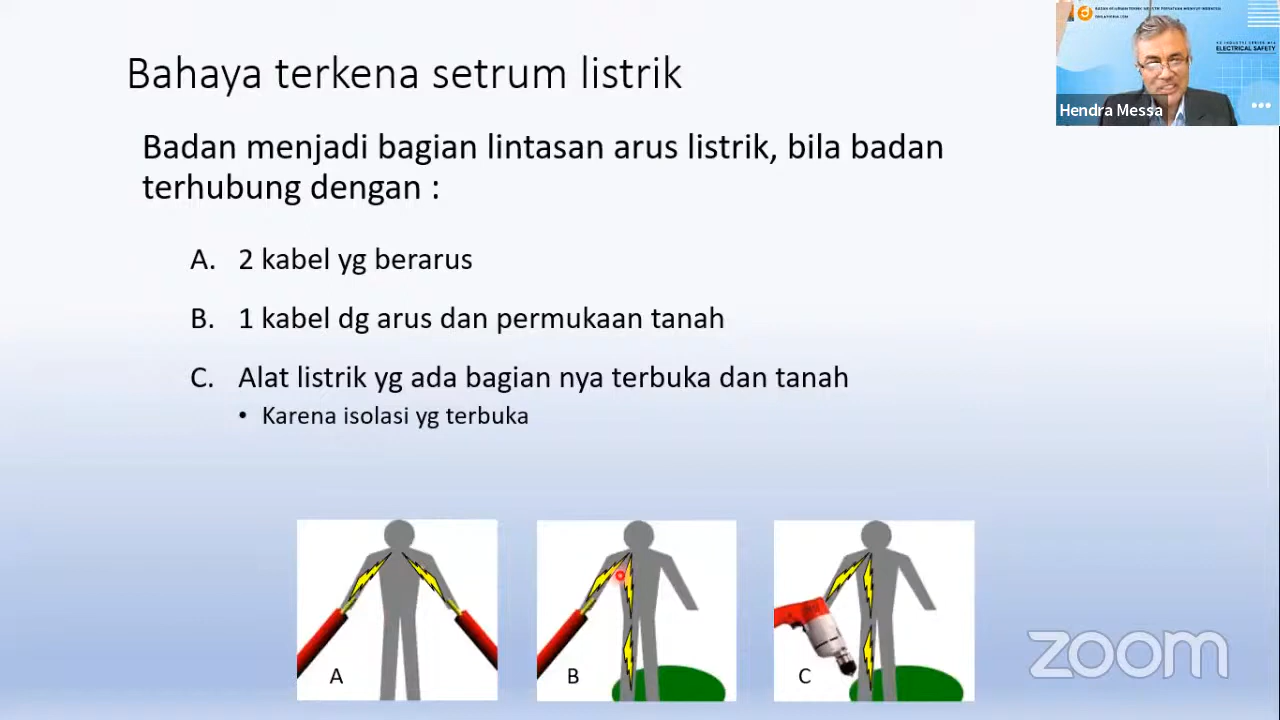 Bahaya terkena setrum listrik
Badan menjadi bagian lintasan arus listrik, bila badan
terhubung dengan :
A. 2 kabel yg berarus
B. 1 kabel dg arus dan permukaan tanah
C. Alat listrik yg ada bagian nya terbuka dan tanah
• Karena isolasi yg terbuka
A
B
C
ELECTRICAL SAFETY
Hendra Messa
zoom